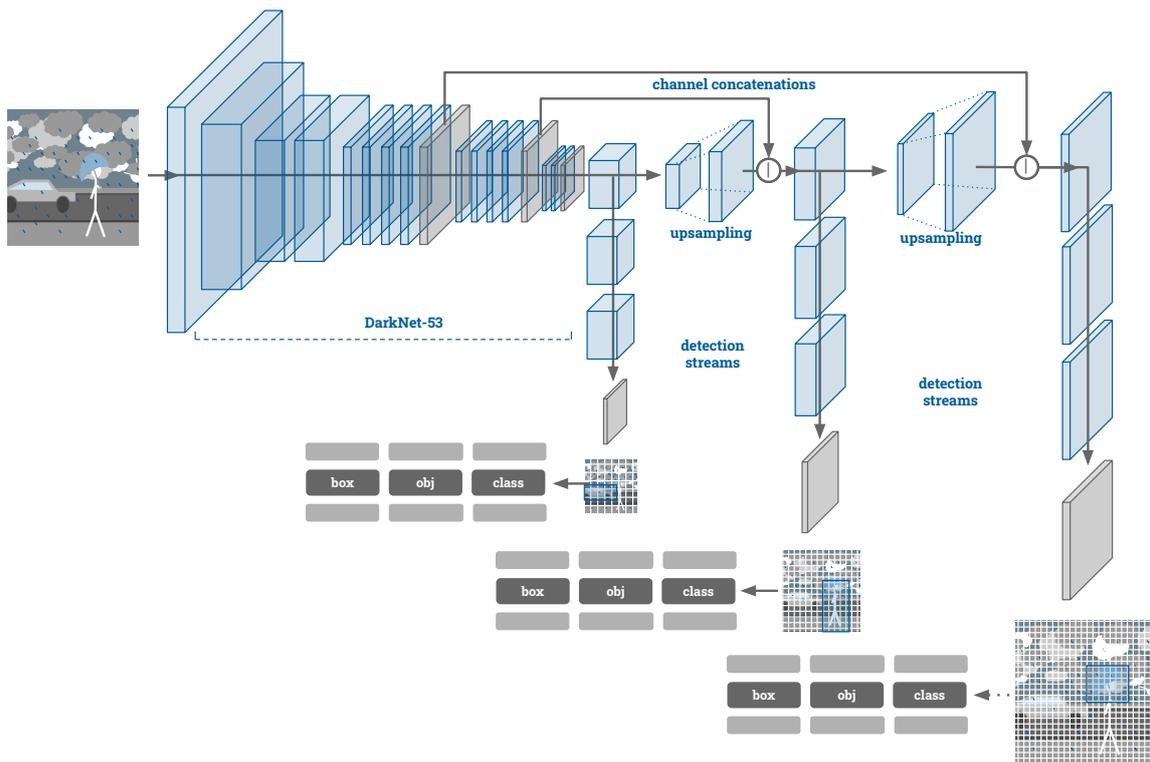 channel concatenations
upsampling
upsampling
DarkNet-53
detection
streams
detection
streams
box obj class
box obj class
box obj class